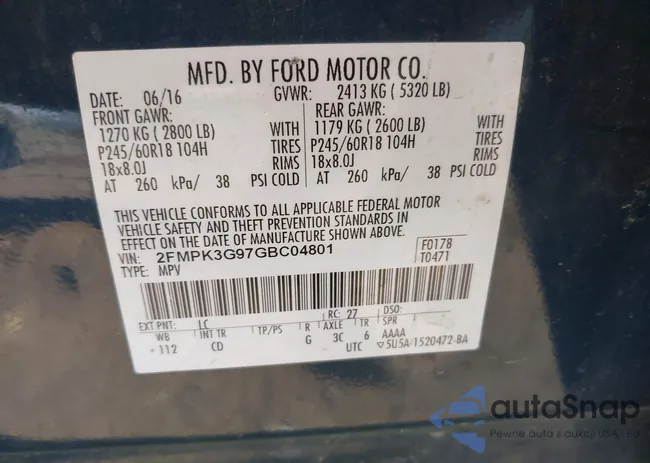 MFD. BY FORD MOTOR CO.
DATE: 06/16 GVWR: 2413 KG ( 5320 LB)
FRONT GAWR: REAR GAWR:
1270 KG ( 2800 LB) WITH 1179 KG ( 2600 LB) WITH
P245/60R18 104H TIRES P245/60R18 104H TIRES
18x8.0J RIMS 18x8.0J RIMS
AT 260 kPa/ 38 PSI COLD AT 260 kPa/ 38 PSI COLD
THIS VEHICLE CONFORMS TO ALL APPLICABLE FEDERAL MOTOR
VEHICLE SAFETY AND THEFT PREVENTION STANDARDS IN
EFFECT ON THE DATE OF MANUFACTURE SHOWN ABOVE.
VIN: 2FMPK3G97GBC04801 F0178
TYPE: MPV T0471
EXT PNT: LC RC: 27 DSO:
WB INT TR TP/PS R AXLE TR SPR
112 CD G 3C 6 AAAA
UTC ▽5U5A-1520472-BA
autoSnap
Pewne auta z aukcji USA, EU